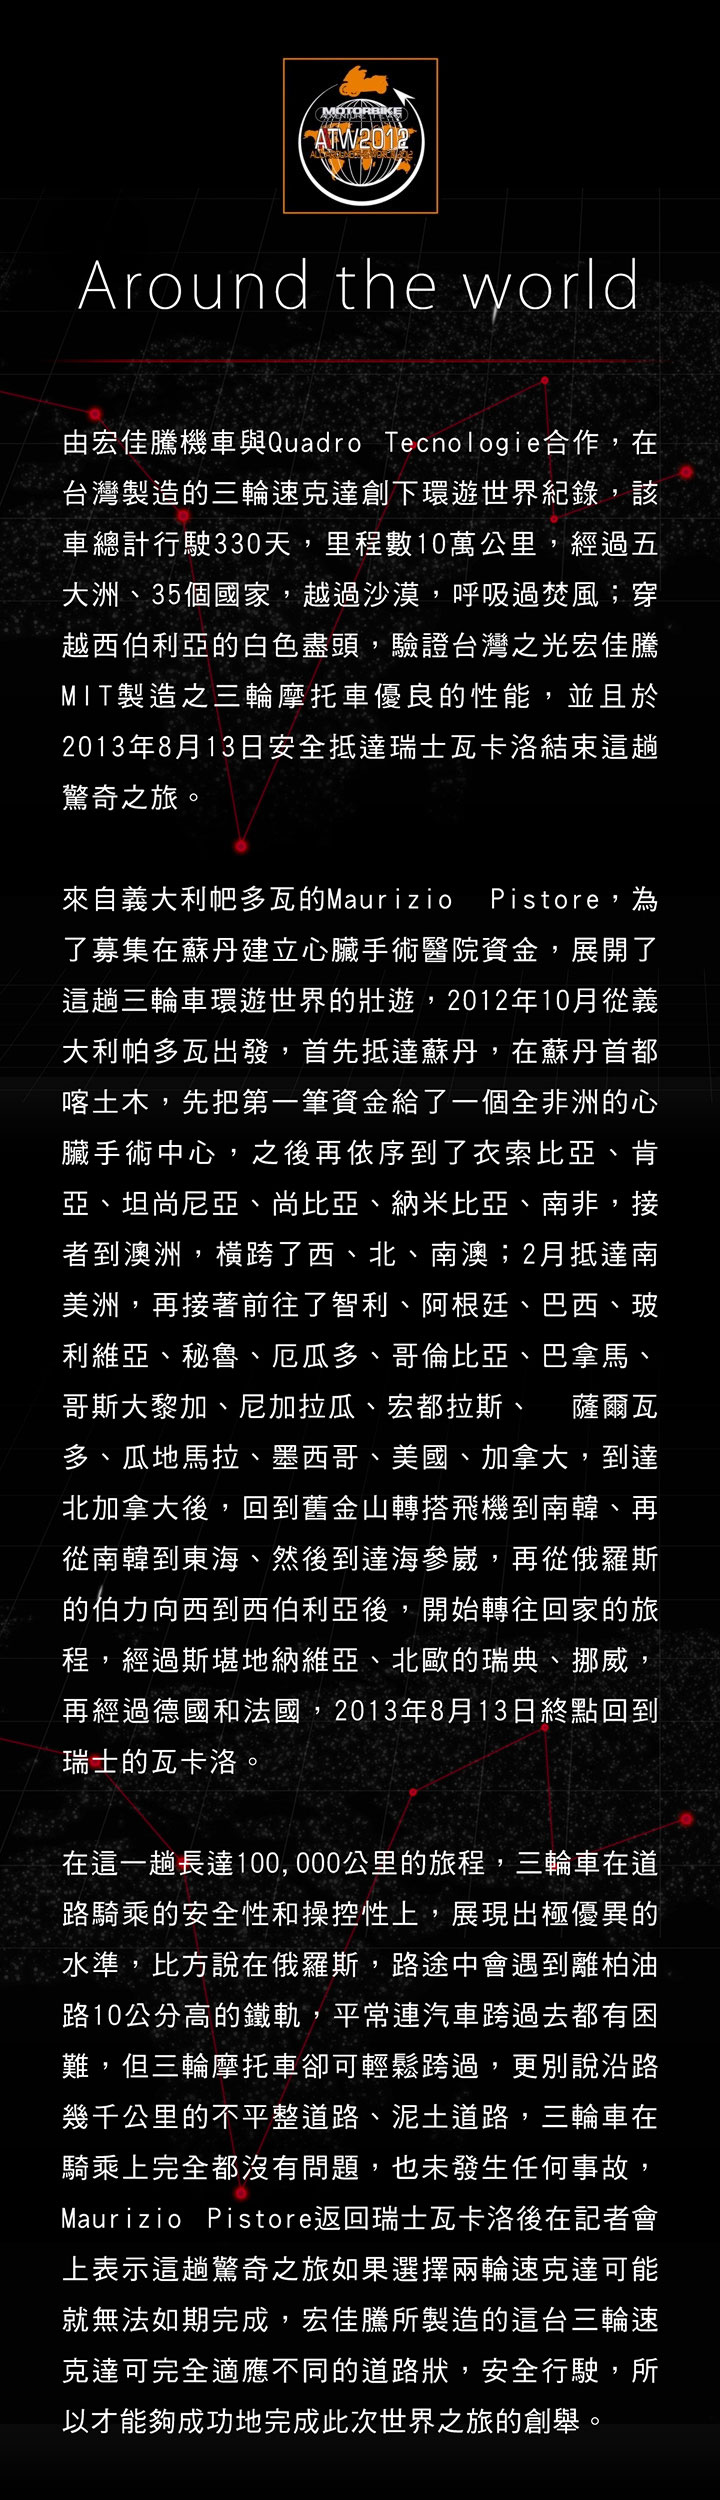 MOTORBIKE
ATW2012
Around the world
由宏佳騰機車與Quadro Tecnologie合作，在
台灣製造的三輪速克達創下環遊世界紀錄，該
車總計行駛330天，里程數10萬公里，經過五
大洲、35個國家，越過沙漠，呼吸過焚風；穿
越西伯利亞的白色盡頭，驗證台灣之光宏佳騰
MIT製造之三輪摩托車優良的性能，並且於
2013年8月13日安全抵達瑞士瓦卡洛結束這趟
驚奇之旅。
來自義大利帊多瓦的Maurizio Pistore，為
了募集在蘇丹建立心臟手術醫院資金，展開了
這趟三輪車環遊世界的壯遊，2012年10月從義
大利帕多瓦出發，首先抵達蘇丹，在蘇丹首都
喀土木，先把第一筆資金給了一個全非洲的心
臟手術中心，之後再依序到了衣索比亞、肯
亞、坦尚尼亞、尚比亞、納米比亞、南非，接
者到澳洲，橫跨了西、北、南澳；2月抵達南
美洲，再接著前往了智利、阿根廷、巴西、玻
利維亞、秘魯、厄瓜多、哥倫比亞、巴拿馬、
哥斯大黎加、尼加拉瓜、宏都拉斯、 薩爾瓦
多、瓜地馬拉、墨西哥、美國、加拿大，到達
北加拿大後，回到舊金山轉搭飛機到南韓、再
從南韓到東海、然後到達海參崴，再從俄羅斯
的伯力向西到西伯利亞後，開始轉往回家的旅
程，經過斯堪地納維亞、北歐的瑞典、挪威，
再經過德國和法國，2013年8月13日終點回到
瑞士的瓦卡洛。
在這一趟長達100,000公里的旅程，三輪車在道
路騎乘的安全性和操控性上，展現出極優異的
水準，比方說在俄羅斯，路途中會遇到離柏油
路10公分高的鐵軌，平常連汽車跨過去都有困
難，但三輪摩托車卻可輕鬆跨過，更別說沿路
幾千公里的不平整道路、泥土道路，三輪車在
騎乘上完全都沒有問題，也未發生任何事故，
Maurizio Pistore返回瑞士瓦卡洛後在記者會
上表示這趟驚奇之旅如果選擇兩輪速克達可能
就無法如期完成，宏佳騰所製造的這台三輪速
克達可完全適應不同的道路狀，安全行駛，所
以才能夠成功地完成此次世界之旅的創舉。